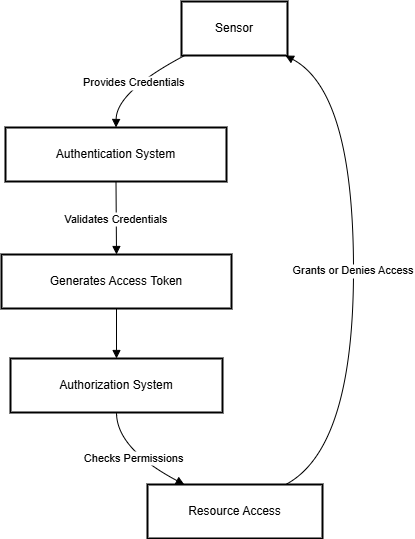 Sensor
Provides Credentials
Authentication System
Validates Credentials
Generates Access Token
Grants or Denies Access
Authorization System
Checks Permissions
Resource Access